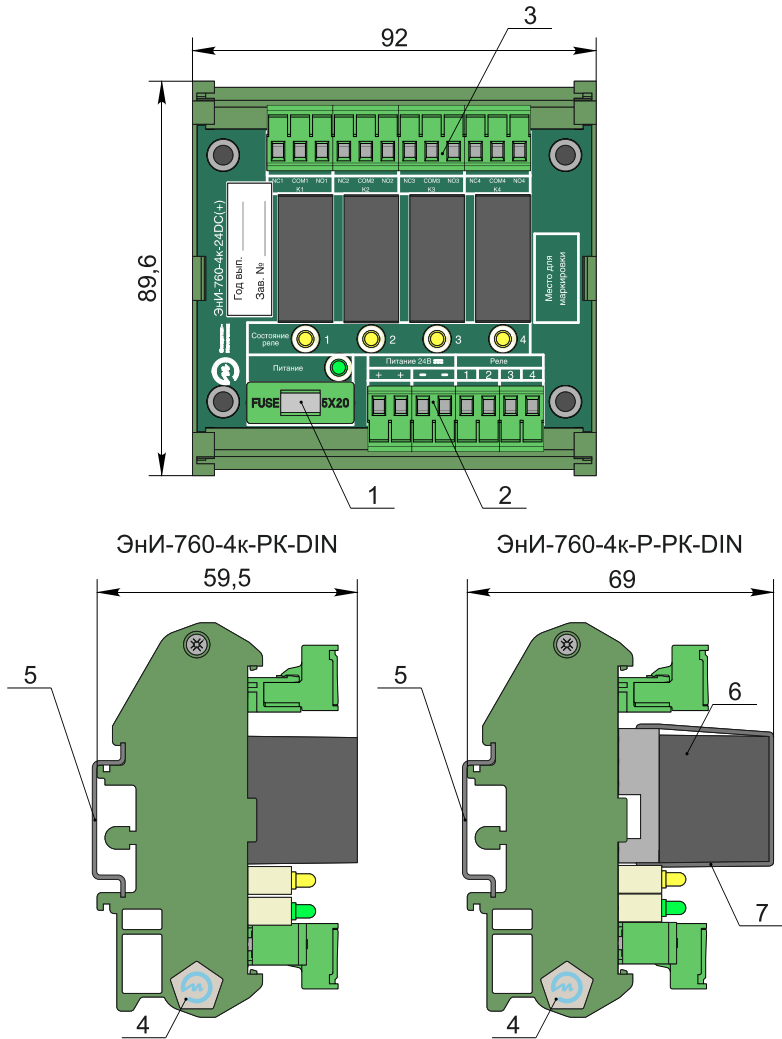 92
3
89,6
NC1 COM1 NO1 NC2 COM2 NO2 NC3 COM3 NO3 NC4 COM4 NO4
K1 K2 K3 K4
ЭнИ-760-4к-24DC(+)
Год вып.
Зав. №
Место для
маркировки
Состояние
реле
1 2 3 4
Питание
Питание 24В
Реле
+ + - - 1 2 3 4
FUSE 5X20
1 2
ЭнИ-760-4к-РК-DIN
ЭнИ-760-4к-Р-РК-DIN
59,5
69
5
5
6
7
4
4